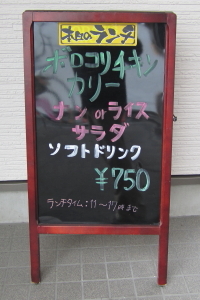 本日のランチ
ボロコリチキン
カリー
ナン or ライス
サラダ
ソフトドリンク
¥750
ランチタイム：11〜17時まで